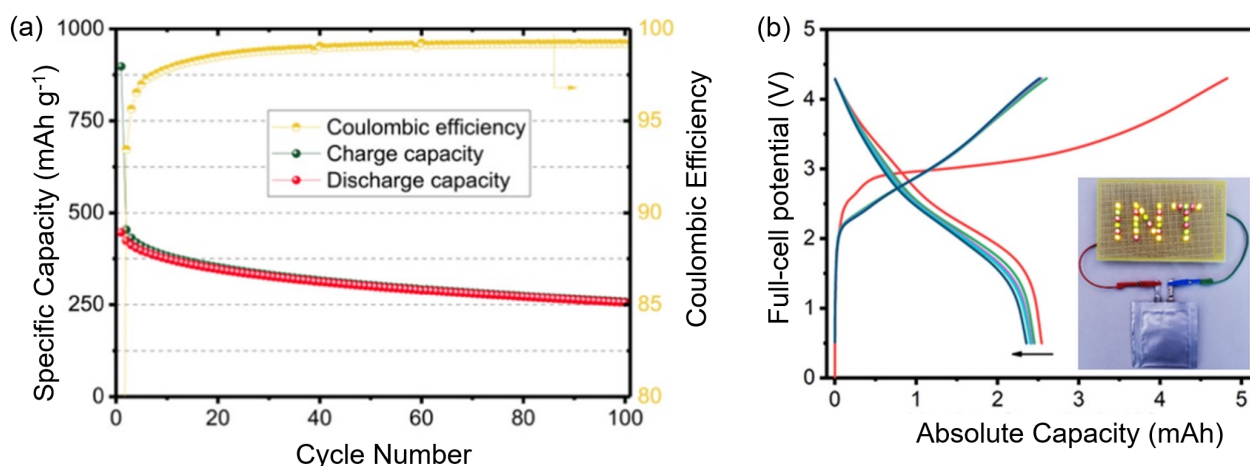 (a)
1000
750
500
250
0
Specific Capacity (mAh g-1)
Coulombic efficiency
Charge capacity
Discharge capacity
100
95
90
85
80
Coulombic Efficiency
0 20 40 60 80 100
Cycle Number
(b)
5
4
3
2
1
0
Full-cell potential (V)
INT
0 1 2 3 4 5
Absolute Capacity (mAh)